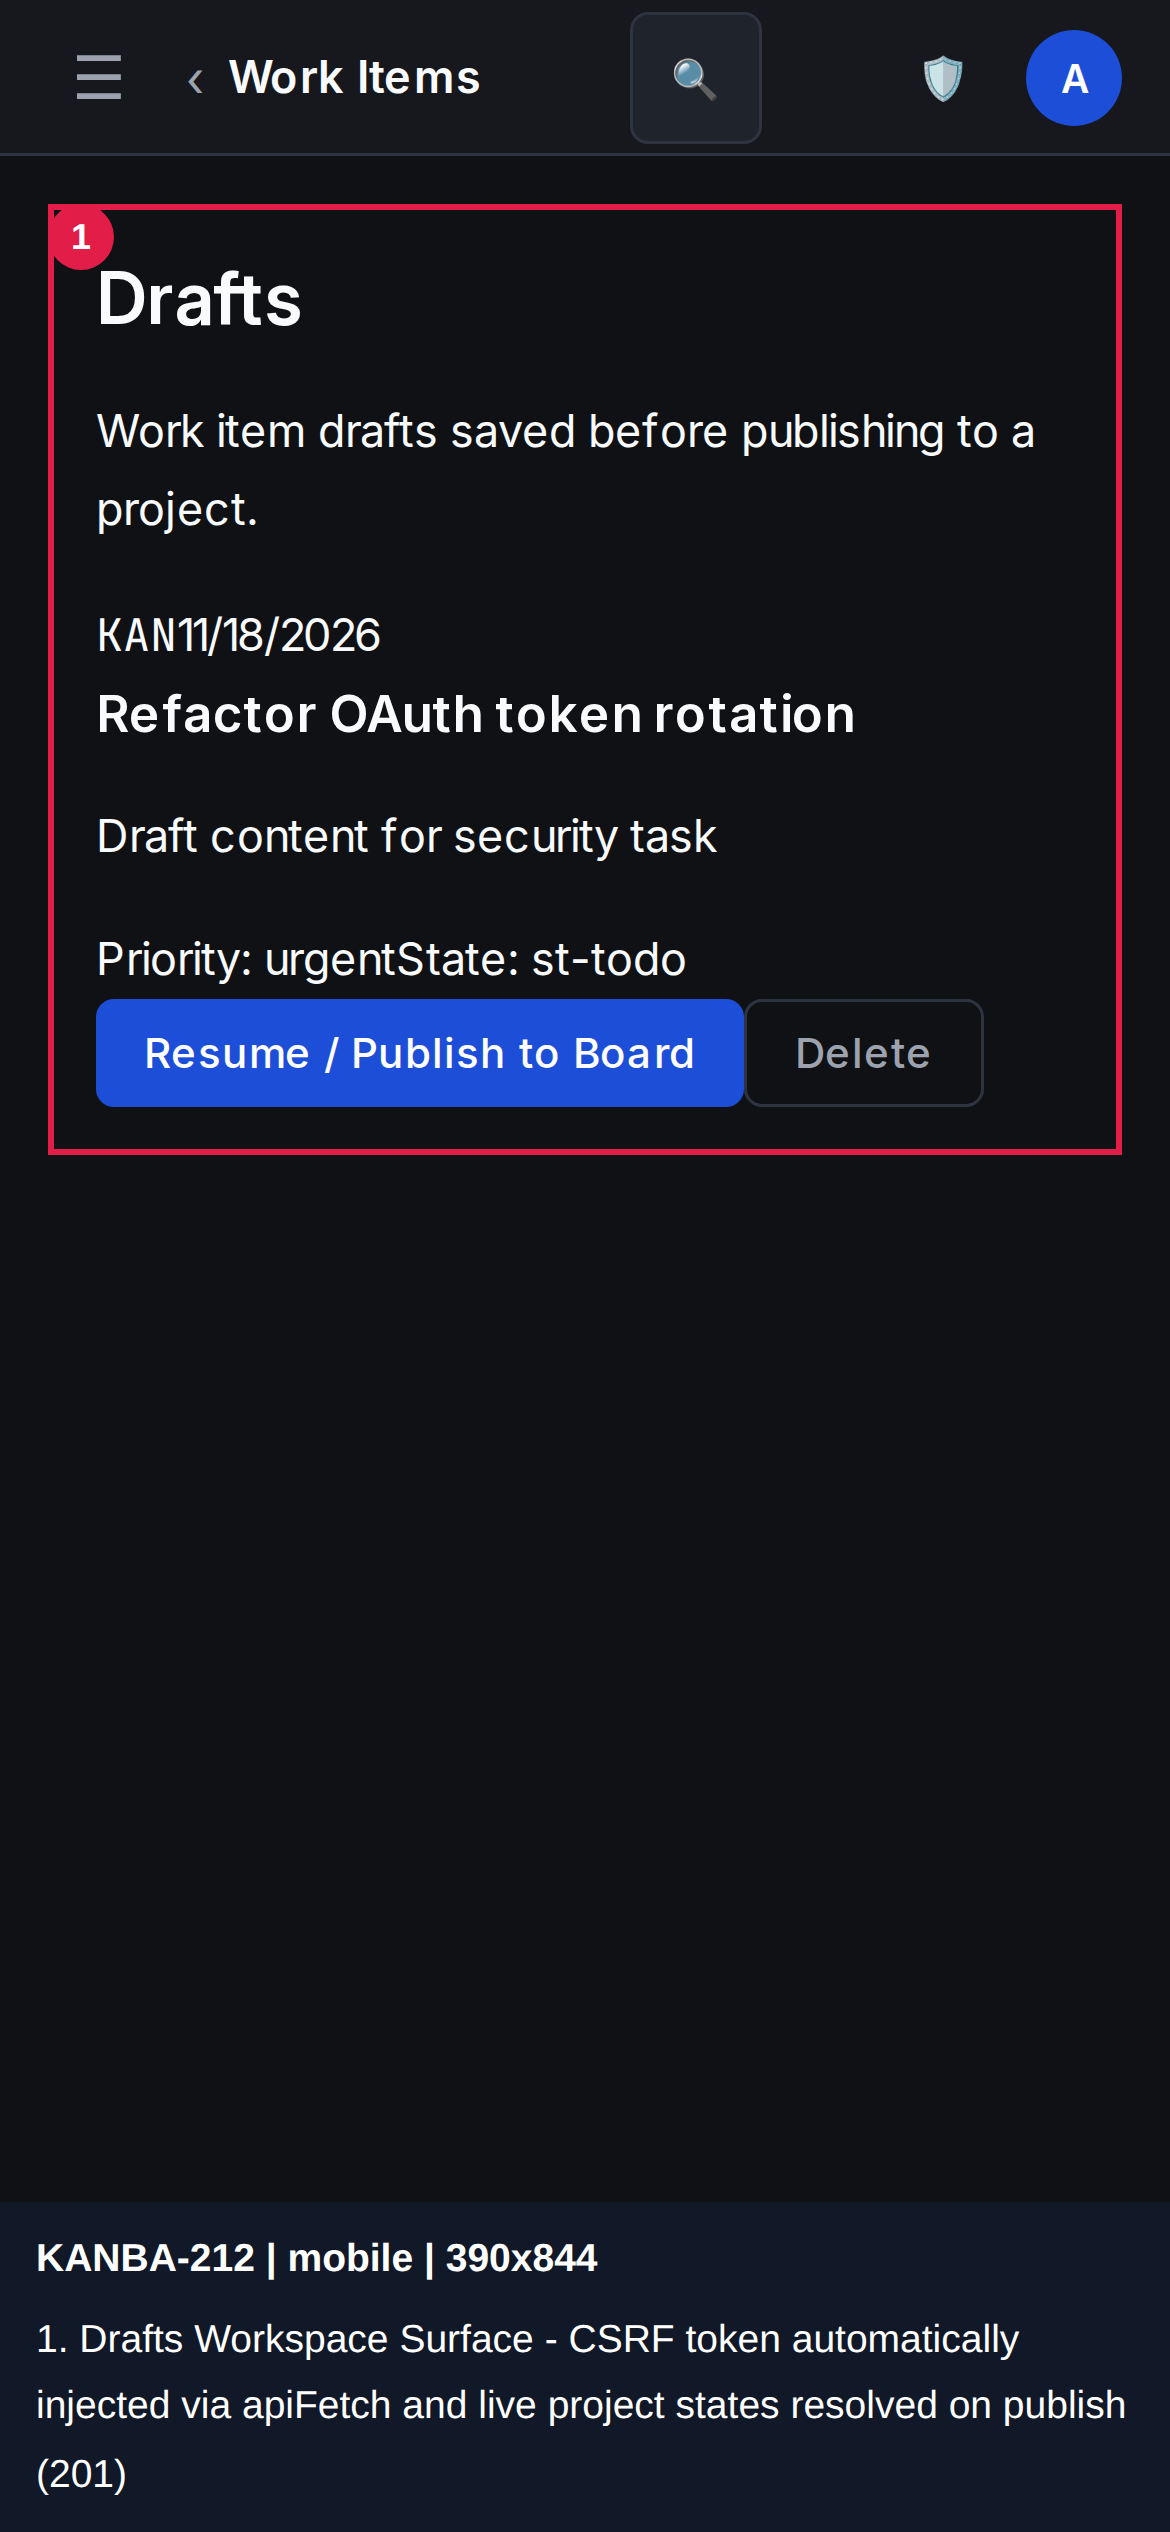 ‹ Work Items
A
1
Drafts
Work item drafts saved before publishing to a
project.
KAN11/18/2026
Refactor OAuth token rotation
Draft content for security task
Priority: urgentState: st-todo
Resume / Publish to Board
Delete
KANBA-212 | mobile | 390x844
1. Drafts Workspace Surface - CSRF token automatically
injected via apiFetch and live project states resolved on publish
(201)